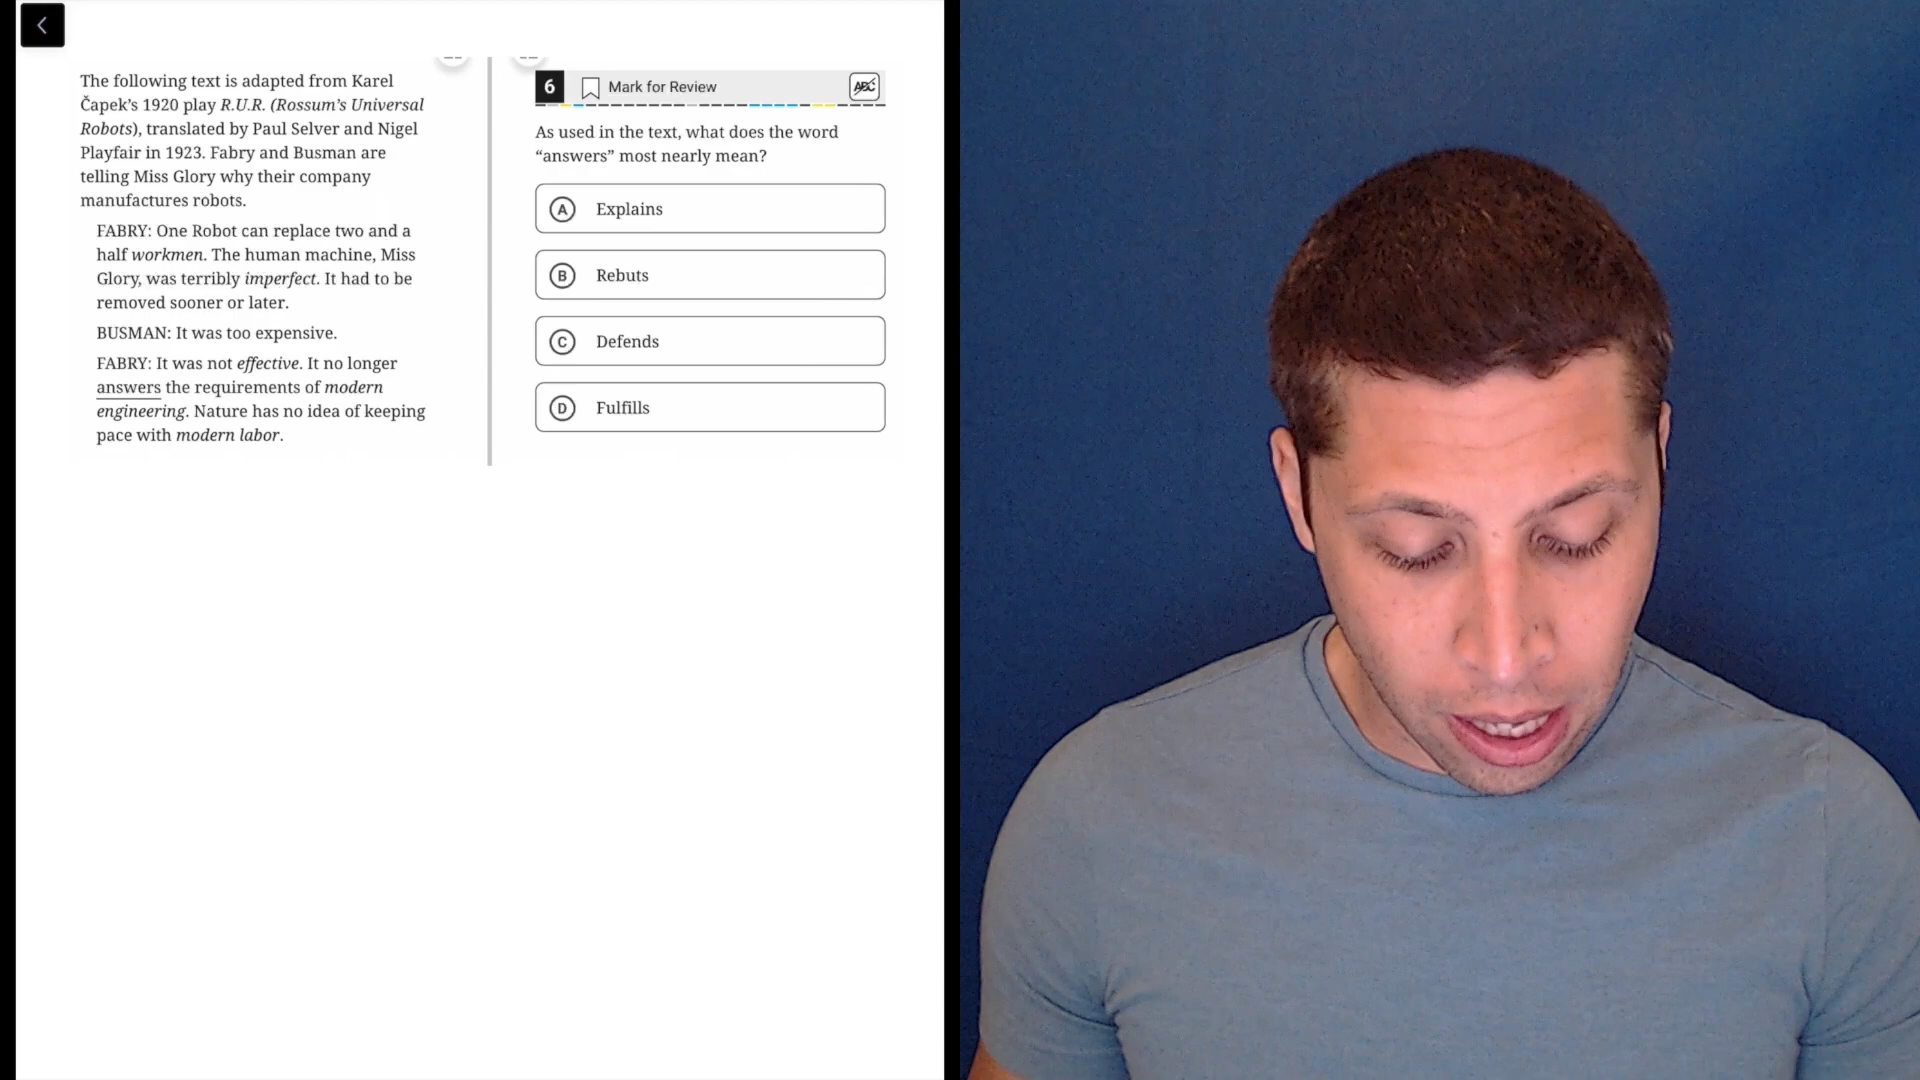 The following text is adapted from Karel
Čapek’s 1920 play R.U.R. (Rossum’s Universal
Robots), translated by Paul Selver and Nigel
Playfair in 1923. Fabry and Busman are
telling Miss Glory why their company
manufactures robots.
FABRY: One Robot can replace two and a
half workmen. The human machine, Miss
Glory, was terribly imperfect. It had to be
removed sooner or later.
BUSMAN: It was too expensive.
FABRY: It was not effective. It no longer
answers the requirements of modern
engineering. Nature has no idea of keeping
pace with modern labor.
6 Mark for Review ABC
As used in the text, what does the word
“answers” most nearly mean?
A Explains
B Rebuts
C Defends
D Fulfills